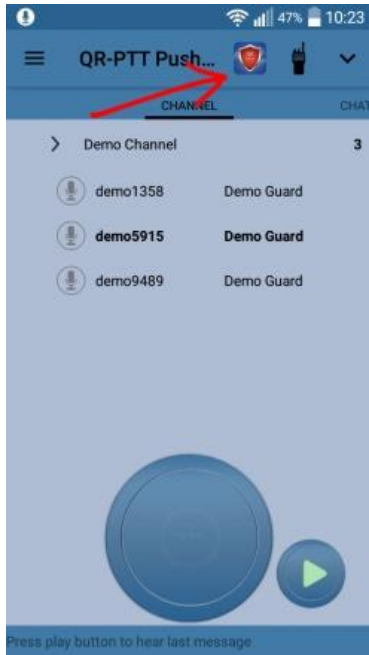 47% 10:23
QR-PTT Push...
CHANNEL CHAT
Demo Channel 3
demo1358 Demo Guard
demo5915 Demo Guard
demo9489 Demo Guard
Press play button to hear last message